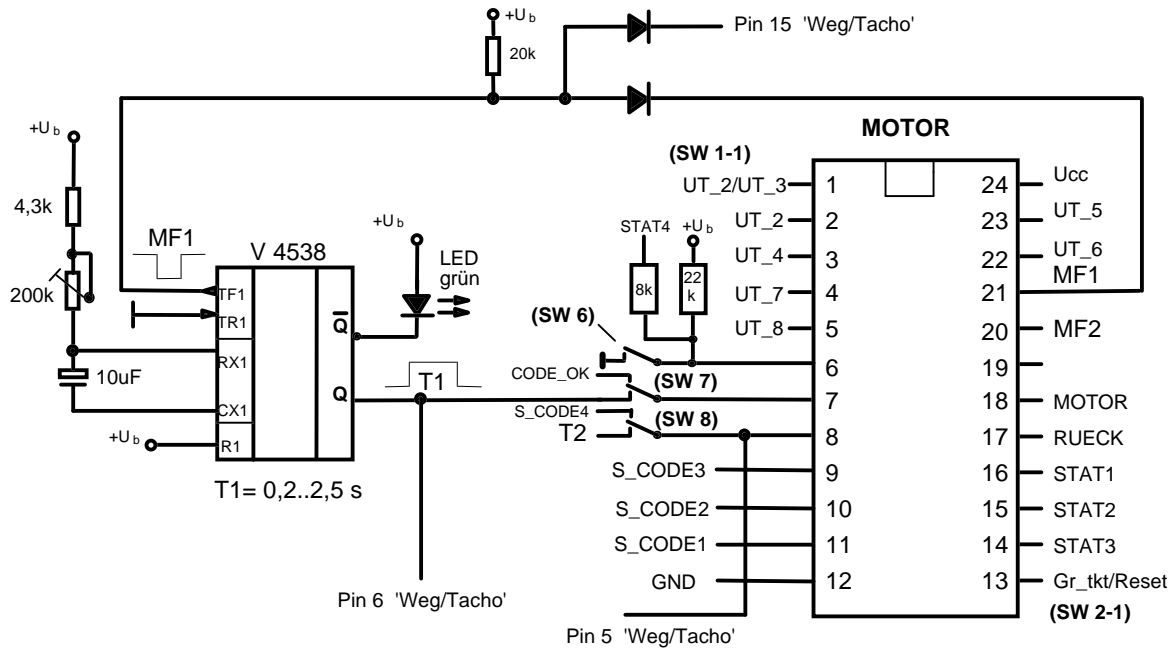 +U b
20k
Pin 15 'Weg/Tacho'
+U b
4,3k
200k
10uF
+U b
MF1
V 4538
TF1
TR1
RX1
CX1
R1
Q
Q
T1= 0,2..2,5 s
+U b
LED
grün
T1
Pin 6 'Weg/Tacho'
STAT4
+U b
8k
22
k
(SW 6)
CODE_OK
(SW 7)
S_CODE4
(SW 8)
T2
S_CODE3
S_CODE2
S_CODE1
GND
Pin 5 'Weg/Tacho'
MOTOR
(SW 1-1)
UT_2/UT_3
UT_2
UT_4
UT_7
UT_8
1
2
3
4
5
6
7
8
9
10
11
12
24
23
22
21
20
19
18
17
16
15
14
13
Ucc
UT_5
UT_6
MF1
MF2
MOTOR
RUECK
STAT1
STAT2
STAT3
Gr_tkt/Reset
(SW 2-1)